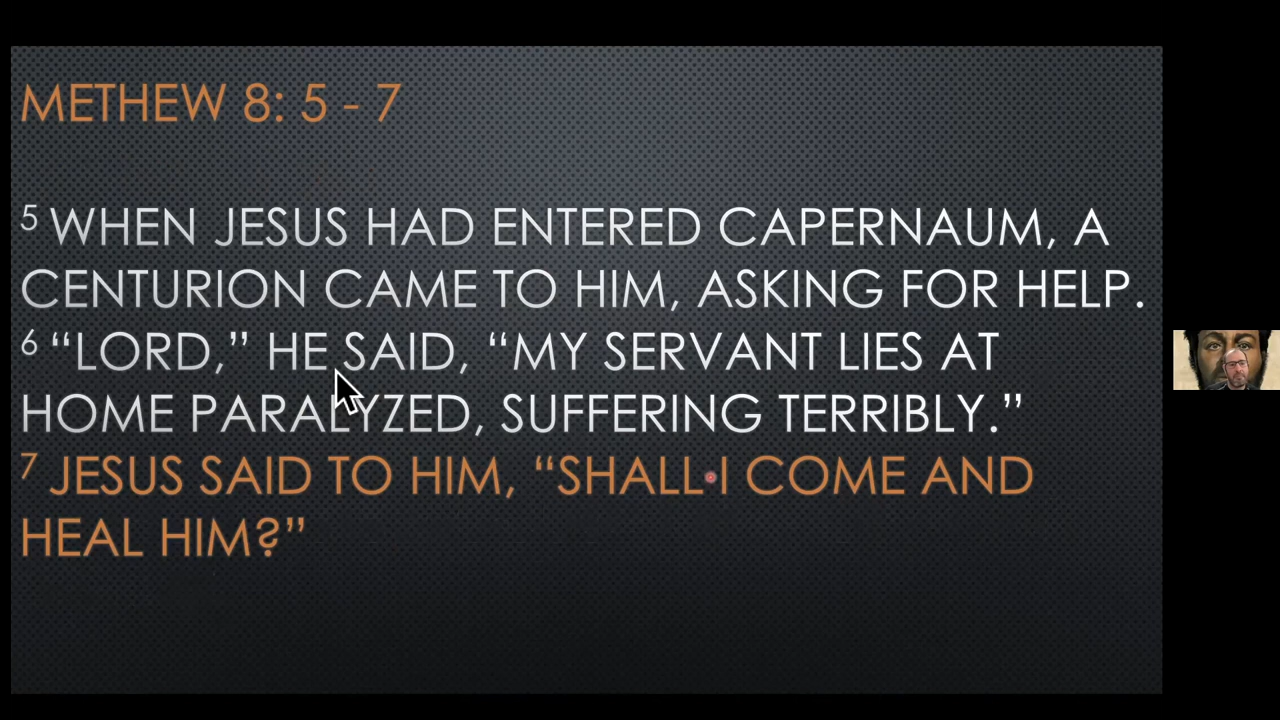 METHEW 8: 5 - 7
5 WHEN JESUS HAD ENTERED CAPERNAUM, A
CENTURION CAME TO HIM, ASKING FOR HELP.
6 “LORD,” HE SAID, “MY SERVANT LIES AT
HOME PARALYZED, SUFFERING TERRIBLY.”
7 JESUS SAID TO HIM, “SHALL I COME AND
HEAL HIM?”